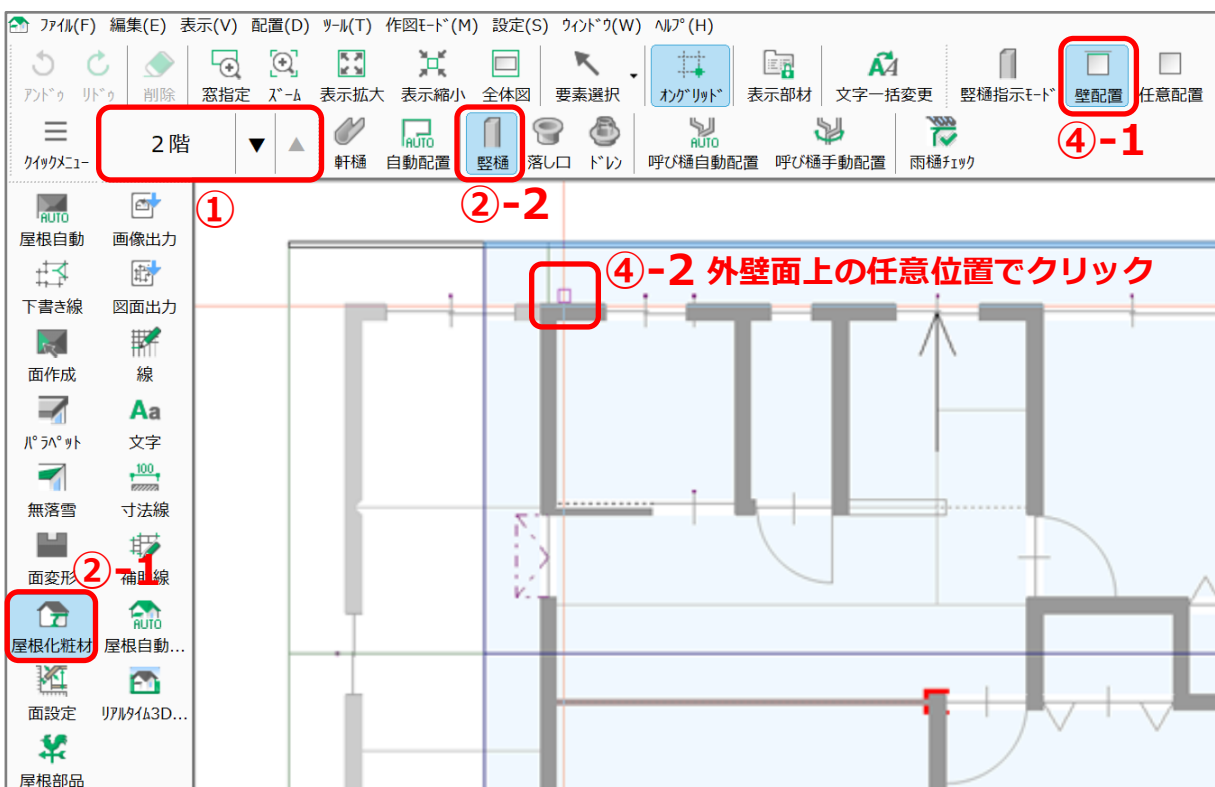 ﾌｧｲﾙ(F) 編集(E) 表示(V) 配置(D) ﾂｰﾙ(T) 作図ﾓｰﾄﾞ(M) 設定(S) ｳｨﾝﾄﾞｳ(W) ﾍﾙﾌﾟ(H)
ｱﾝﾄﾞｩ ﾘﾄﾞｩ 削除 窓指定 ｽﾞｰﾑ 表示拡大 表示縮小 全体図 要素選択 ｵﾝｸﾞﾘｯﾄﾞ 表示部材 文字一括変更 竪樋指示ﾓｰﾄﾞ 壁配置 任意配置
④-1
ｸｲｯｸﾒﾆｭｰ 2階 ▼ ▲ 軒樋 AUTO 自動配置 竪樋 落し口 ﾄﾞﾚﾝ AUTO 呼び樋自動配置 呼び樋手動配置 雨樋ﾁｪｯｸ
① ②-2
AUTO
屋根自動 画像出力
④-2 外壁面上の任意位置でクリック
下書き線 図面出力
面作成 線
Aa
ﾊﾟﾗﾍﾟｯﾄ 文字
100
無落雪 寸法線
②-1
面変形 補助線
AUTO
屋根化粧材 屋根自動...
面設定 ﾘｱﾙﾀｲﾑ3D...
屋根部品